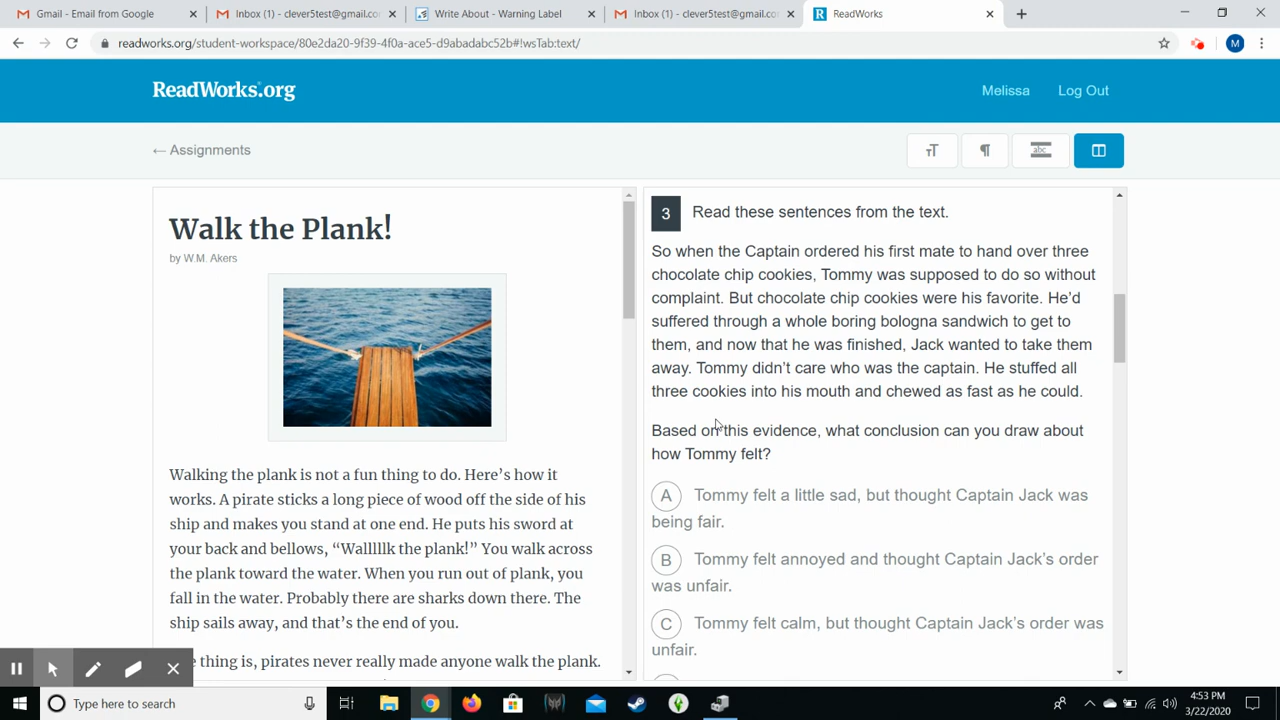 Gmail - Email from Google
Inbox (1) - clever5test@gmail.co
Write About - Warning Label
Inbox (1) - clever5test@gmail.co
ReadWorks
readworks.org/student-workspace/80e2da20-9f39-4f0a-ace5-d9abadabc52b#!wsTab:text/
M
ReadWorks.org
Melissa
Log Out
← Assignments
abc
Walk the Plank!
by W.M. Akers
Walking the plank is not a fun thing to do. Here's how it
works. A pirate sticks a long piece of wood off the side of his
ship and makes you stand at one end. He puts his sword at
your back and bellows, “Wallllk the plank!” You walk across
the plank toward the water. When you run out of plank, you
fall in the water. Probably there are sharks down there. The
ship sails away, and that's the end of you.
thing is, pirates never really made anyone walk the plank.
3 Read these sentences from the text.
So when the Captain ordered his first mate to hand over three
chocolate chip cookies, Tommy was supposed to do so without
complaint. But chocolate chip cookies were his favorite. He'd
suffered through a whole boring bologna sandwich to get to
them, and now that he was finished, Jack wanted to take them
away. Tommy didn't care who was the captain. He stuffed all
three cookies into his mouth and chewed as fast as he could.
Based on this evidence, what conclusion can you draw about
how Tommy felt?
A Tommy felt a little sad, but thought Captain Jack was
being fair.
B Tommy felt annoyed and thought Captain Jack's order
was unfair.
C Tommy felt calm, but thought Captain Jack's order was
unfair.
Type here to search
4:53 PM
3/22/2020